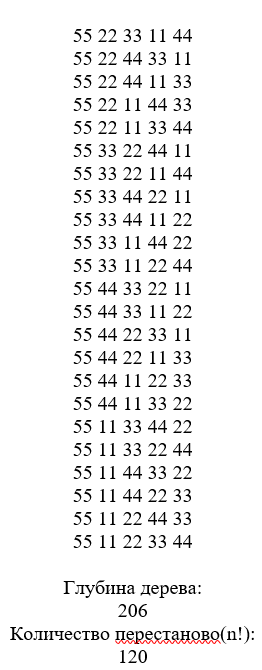 55 22 33 11 44
55 22 44 33 11
55 22 44 11 33
55 22 11 44 33
55 22 11 33 44
55 33 22 44 11
55 33 22 11 44
55 33 44 22 11
55 33 44 11 22
55 33 11 44 22
55 33 11 22 44
55 44 33 22 11
55 44 33 11 22
55 44 22 33 11
55 44 22 11 33
55 44 11 22 33
55 44 11 33 22
55 11 33 44 22
55 11 33 22 44
55 11 44 33 22
55 11 44 22 33
55 11 22 44 33
55 11 22 33 44
Глубина дерева:
206
Количество перестаново(n!):
120